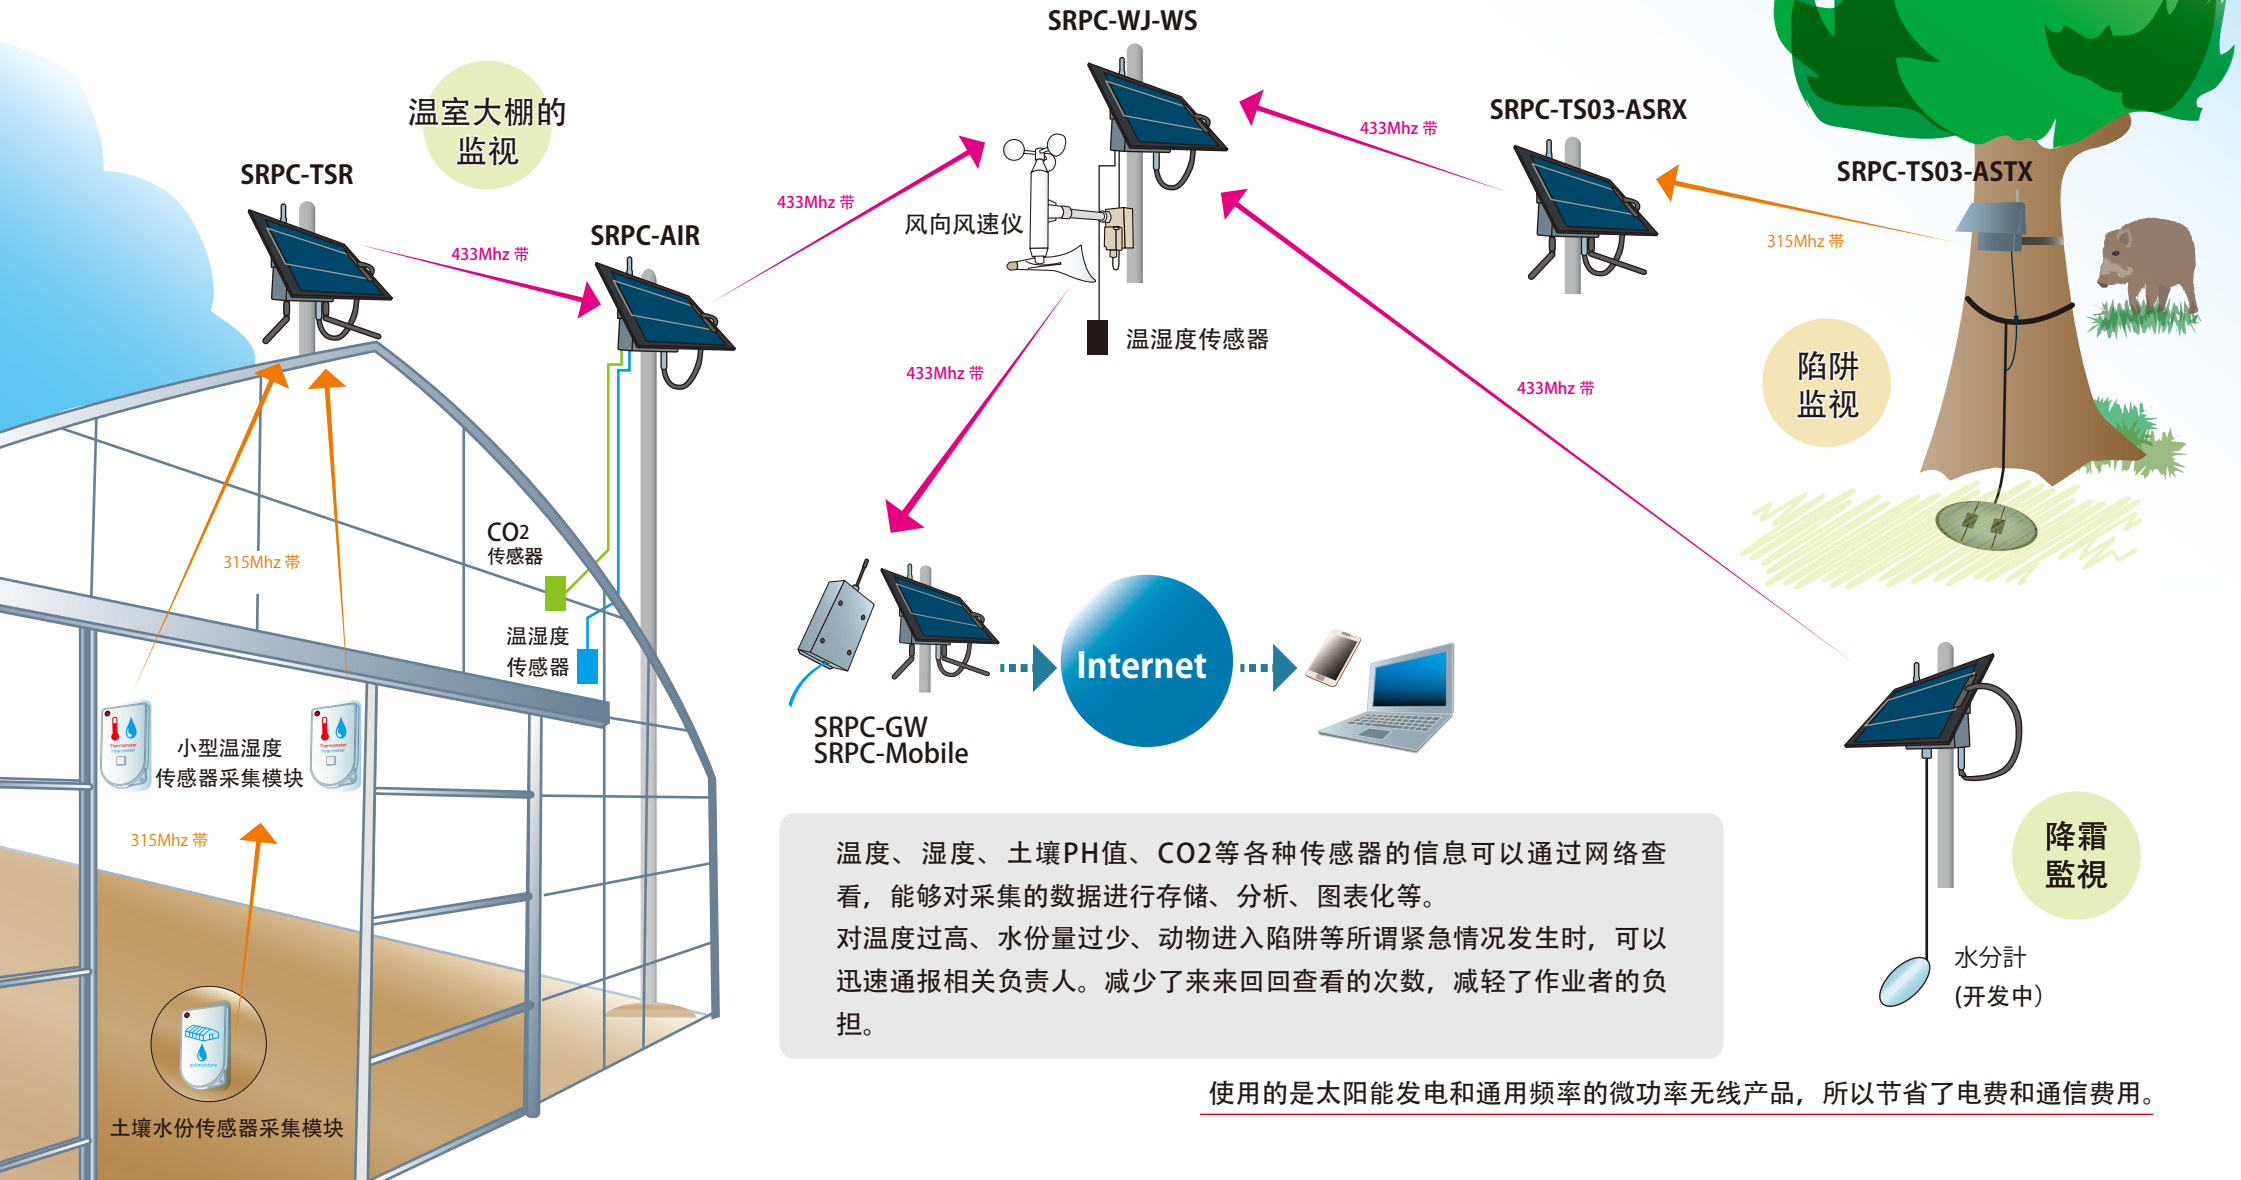 SRPC-WJ-WS
温室大棚的
监视
SRPC-TSR
433Mhz 带
SRPC-AIR
433Mhz 带
风向风速仪
温湿度传感器
433Mhz 带
SRPC-TS03-ASRX
433Mhz 带
SRPC-TS03-ASTX
315Mhz 带
陷阱
监视
433Mhz 带
CO2
传感器
315Mhz 带
温湿度
传感器
Thermometer
Hygrometer
小型温湿度
传感器采集模块
Thermometer
Hygrometer
315Mhz 带
soil moisture
土壤水份传感器采集模块
433Mhz 带
Internet
SRPC-GW
SRPC-Mobile
温度、湿度、土壤PH值、CO2等各种传感器的信息可以通过网络查
看，能够对采集的数据进行存储、分析、图表化等。
对温度过高、水份量过少、动物进入陷阱等所谓紧急情况发生时，可以
迅速通报相关负责人。减少了来来回回查看的次数，减轻了作业者的负
担。
降霜
監視
水分計
(开发中）
使用的是太阳能发电和通用频率的微功率无线产品，所以节省了电费和通信费用。